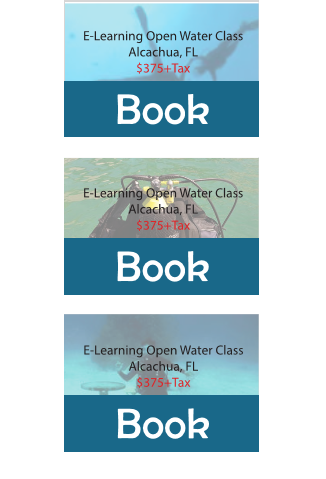 E-Learning Open Water Class
Alcachua, FL
$375+Tax
Book
E-Learning Open Water Class
Alcachua, FL
$375+Tax
Book
E-Learning Open Water Class
Alcachua, FL
$375+Tax
Book